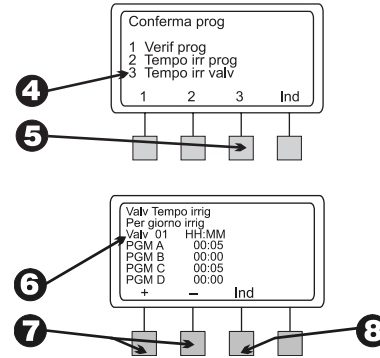 Conferma prog
1 Verif prog
2 Tempo irr prog
4
3 Tempo irr valv
1 2 3 Ind
5
Valv Tempo irrig
Per giorno irrig
6
Valv 01 HH:MM
PGM A 00:05
PGM B 00:00
PGM C 00:05
PGM D 00:00
+ – Ind
7
8